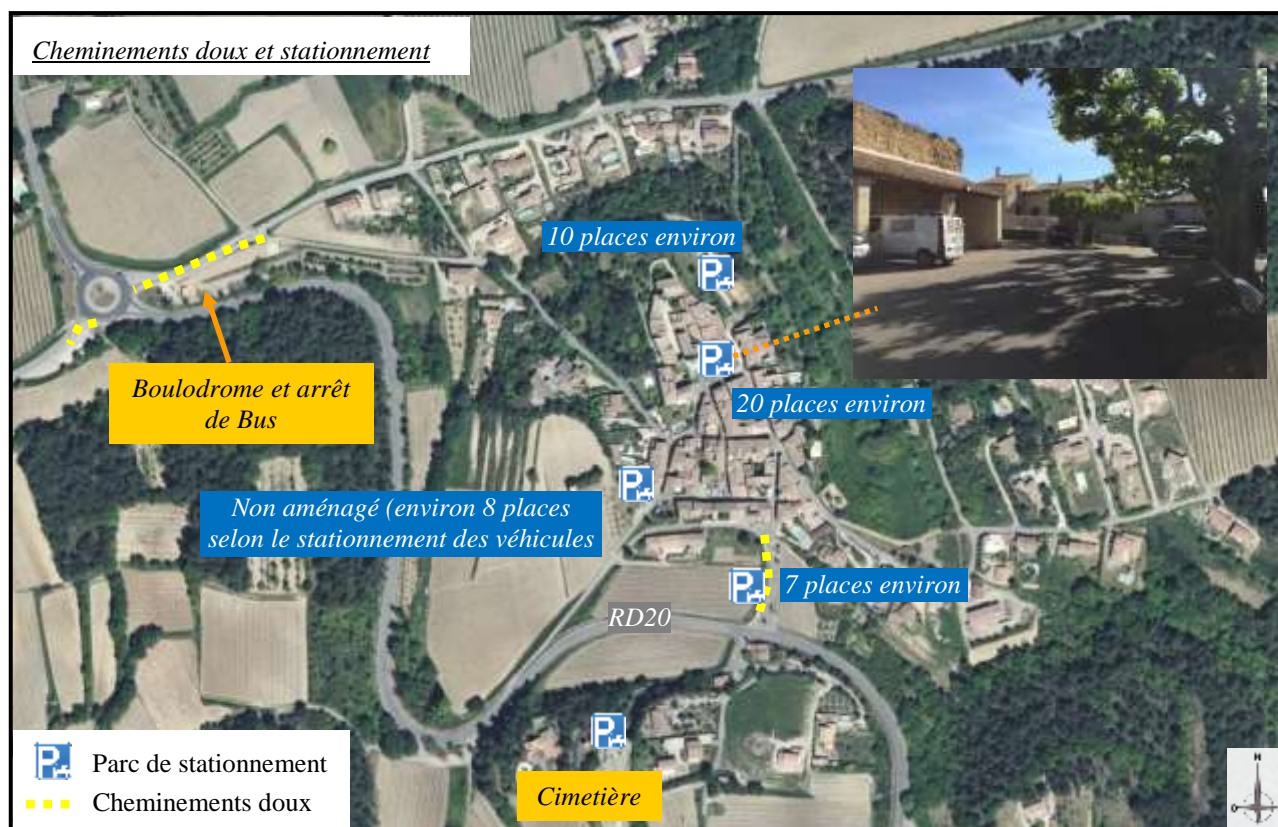 Cheminements doux et stationnement
10 places environ
20 places environ
Boulodrome et arrêt
de Bus
Non aménagé (environ 8 places
selon le stationnement des véhicules
7 places environ
RD20
P
Parc de stationnement
Cheminements doux
Cimetière
N
O